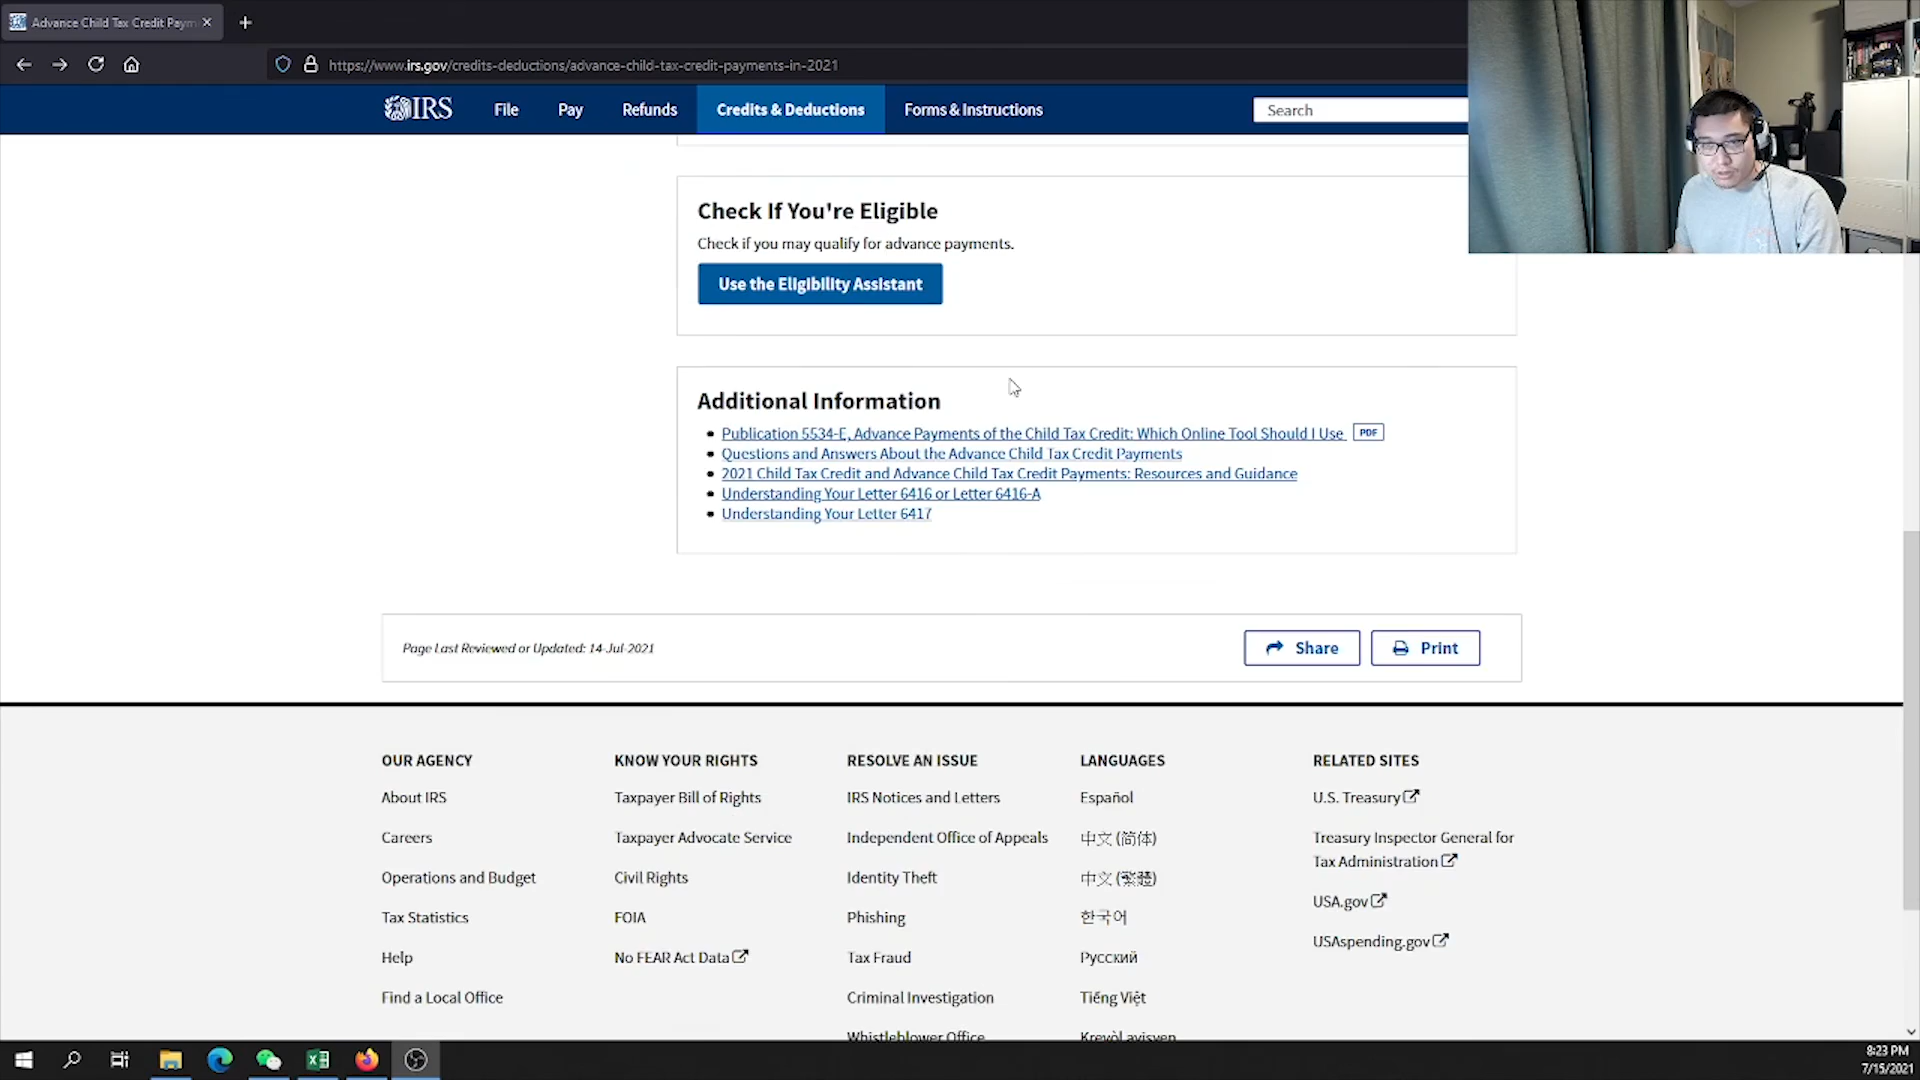 Advance Child Tax Credit Paym
https://www.irs.gov/credits-deductions/advance-child-tax-credit-payments-in-2021
IRS
File
Pay
Refunds
Credits & Deductions
Forms & Instructions
Search
Check If You're Eligible
Check if you may qualify for advance payments.
Use the Eligibility Assistant
Additional Information
Publication 5534-E, Advance Payments of the Child Tax Credit: Which Online Tool Should I Use PDF
Questions and Answers About the Advance Child Tax Credit Payments
2021 Child Tax Credit and Advance Child Tax Credit Payments: Resources and Guidance
Understanding Your Letter 6416 or Letter 6416-A
Understanding Your Letter 6417
Page Last Reviewed or Updated: 14-Jul-2021
Share
Print
OUR AGENCY
About IRS
Careers
Operations and Budget
Tax Statistics
Help
Find a Local Office
KNOW YOUR RIGHTS
Taxpayer Bill of Rights
Taxpayer Advocate Service
Civil Rights
FOIA
No FEAR Act Data
RESOLVE AN ISSUE
IRS Notices and Letters
Independent Office of Appeals
Identity Theft
Phishing
Tax Fraud
Criminal Investigation
Whistleblower Office
LANGUAGES
Español
中文 (简体)
中文 (繁體)
한국어
Русский
Tiếng Việt
Kreyòl ayisyen
RELATED SITES
U.S. Treasury
Treasury Inspector General for
Tax Administration
USA.gov
USAspending.gov
8:23 PM
7/15/2021